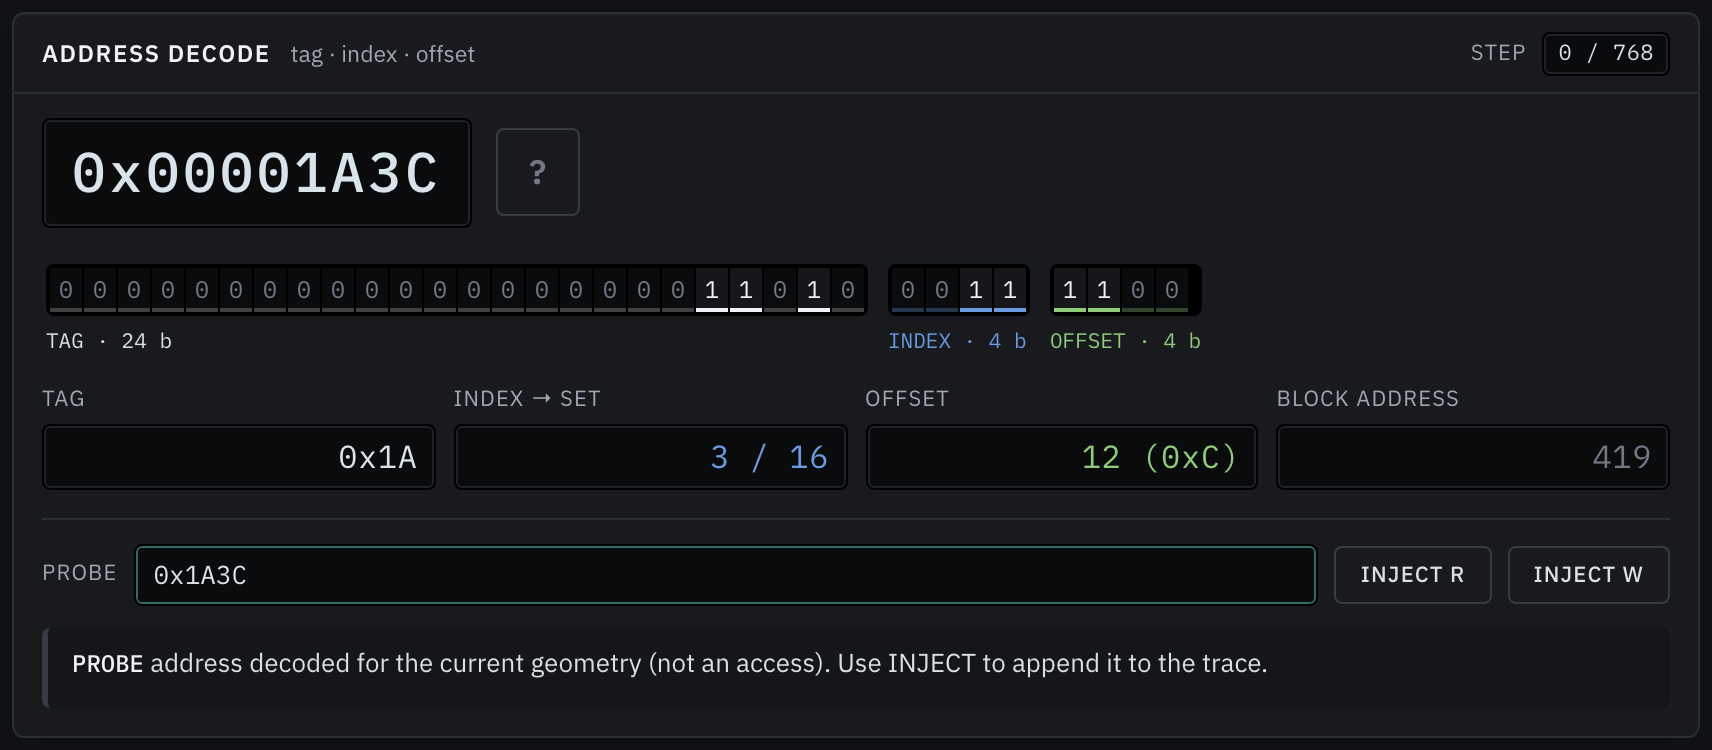 ADDRESS DECODE tag · index · offset STEP 0 / 768
0x00001A3C ?
0 0 0 0 0 0 0 0 0 0 0 0 0 0 0 0 0 0 0 1 1 0 1 0 0 0 1 1 1 1 0 0
TAG · 24 b INDEX · 4 b OFFSET · 4 b
TAG INDEX → SET OFFSET BLOCK ADDRESS
0x1A 3 / 16 12 (0xC) 419
PROBE 0x1A3C INJECT R INJECT W
PROBE address decoded for the current geometry (not an access). Use INJECT to append it to the trace.